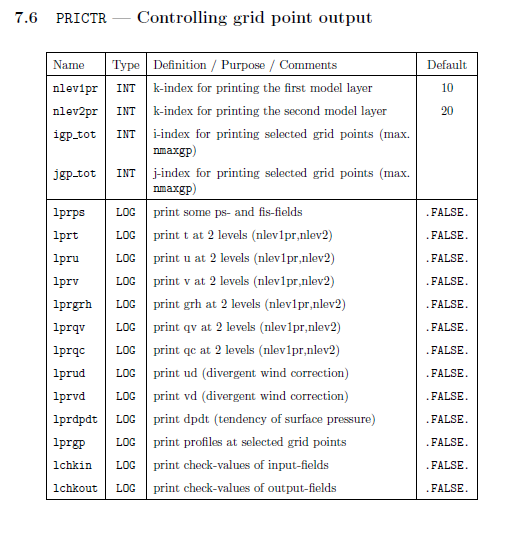 7.6 PRICTR — Controlling grid point output
Name Type Definition / Purpose / Comments Default
nlev1pr INT k-index for printing the first model layer 10
nlev2pr INT k-index for printing the second model layer 20
igp_tot INT i-index for printing selected grid points (max.
nmaxgp)
jgp_tot INT j-index for printing selected grid points (max.
nmaxgp)
lprps LOG print some ps- and fis-fields .FALSE.
lprt LOG print t at 2 levels (nlev1pr,nlev2) .FALSE.
lpru LOG print u at 2 levels (nlev1pr,nlev2) .FALSE.
lprv LOG print v at 2 levels (nlev1pr,nlev2) .FALSE.
lprgrh LOG print grh at 2 levels (nlev1pr,nlev2) .FALSE.
lprqv LOG print qv at 2 levels (nlev1pr,nlev2) .FALSE.
lprqc LOG print qc at 2 levels (nlev1pr,nlev2) .FALSE.
lprud LOG print ud (divergent wind correction) .FALSE.
lprvd LOG print vd (divergent wind correction) .FALSE.
lprdpdt LOG print dpdt (tendency of surface pressure) .FALSE.
lprgp LOG print profiles at selected grid points .FALSE.
lchkin LOG print check-values of input-fields .FALSE.
lchkout LOG print check-values of output-fields .FALSE.